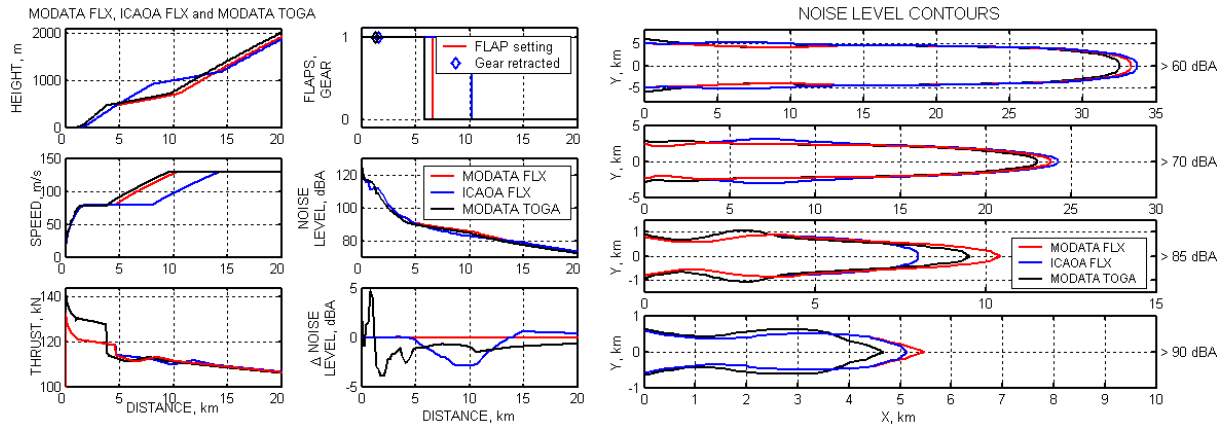 MODATA FLX, ICAOA FLX and MODATA TOGA
HEIGHT, m
2000
1000
0
0 5 10 15 20
SPEED, m/s
150
100
50
0
0 5 10 15 20
THRUST, kN
140
120
100
0 5 10 15 20
DISTANCE, km
FLAPS,
GEAR
1
0
0 5 10 15 20
FLAP setting
Gear retracted
NOISE
LEVEL, dBA
120
100
80
0 5 10 15 20
MODATA FLX
ICAOA FLX
MODATA TOGA
Δ NOISE
LEVEL, dBA
5
0
-5
0 5 10 15 20
DISTANCE, km
NOISE LEVEL CONTOURS
Y, km
5
0
-5
0 5 10 15 20 25 30 35
> 60 dBA
Y, km
5
0
-5
0 5 10 15 20 25 30
> 70 dBA
Y, km
1
0
-1
0 5 10 15
MODATA FLX
ICAOA FLX
MODATA TOGA
> 85 dBA
Y, km
1
0
-1
0 1 2 3 4 5 6 7 8 9 10
X, km
> 90 dBA